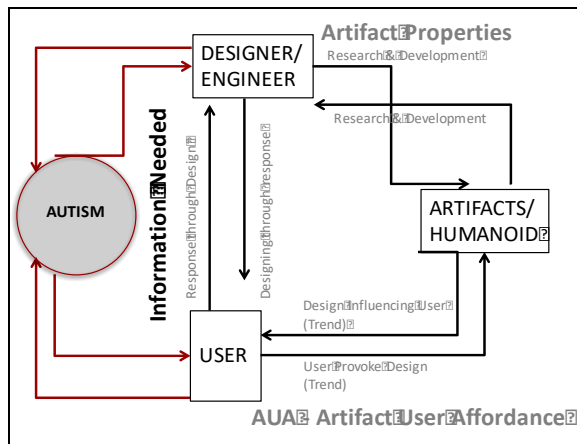 Artifact Properties
Research & Development
DESIGNER/
ENGINEER
Research & Development
Information Needed
Response through Design
Designing through response
AUTISM
ARTIFACTS/
HUMANOID
Design Influencing User
(Trend)
USER
User Provoke Design
(Trend)
AUA - Artifact User Affordance